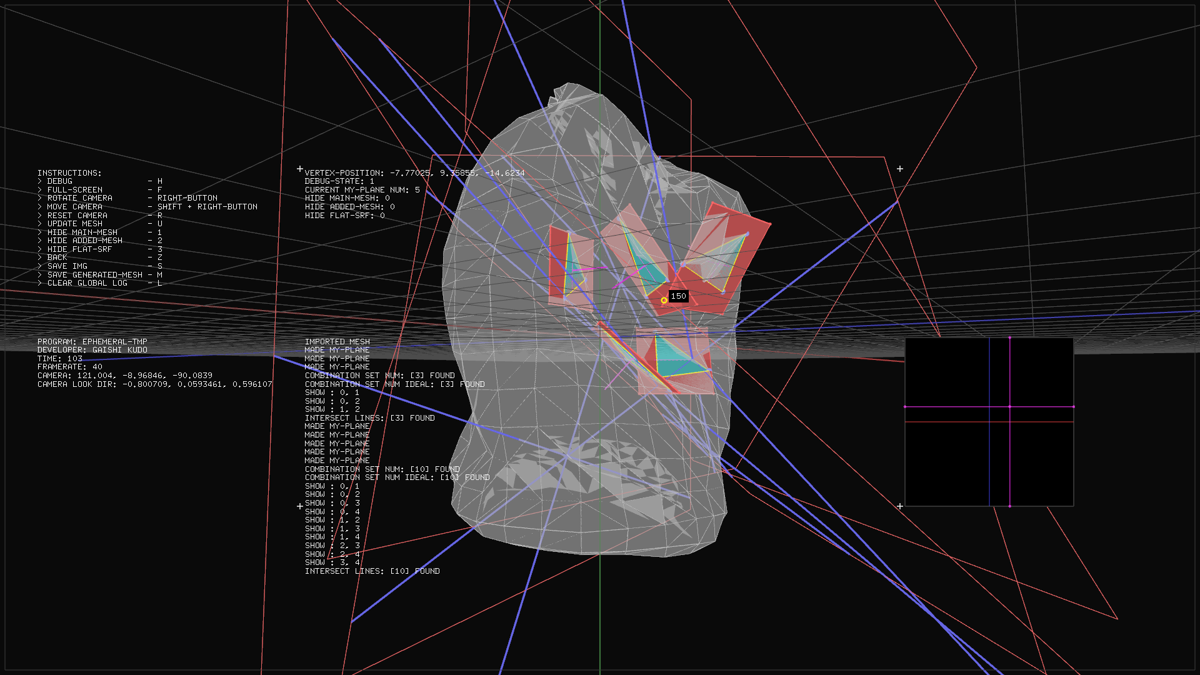 INSTRUCTIONS:
> DEBUG - H
> FULL-SCREEN - F
> ROTATE CAMERA - RIGHT-BUTTON
> MOVE CAMERA - SHIFT + RIGHT-BUTTON
> RESET CAMERA - R
> UPDATE MESH - U
> HIDE MAIN-MESH - 1
> HIDE ADDED-MESH - 2
> HIDE FLAT-SRF - 3
> BACK - Z
> SAVE IMG - S
> SAVE GENERATED-MESH - M
> CLEAR GLOBAL LOG - L
VERTEX-POSITION: -7.77025, 9.35855, -14.6234
DEBUG-STATE: 1
CURRENT MY-PLANE NUM: 5
HIDE MAIN-MESH: 0
HIDE ADDED-MESH: 0
HIDE FLAT-SRF: 0
150
PROGRAM: EPHEMERAL-TMP
DEVELOPER: GAISHI KUDO
TIME: 103
FRAMERATE: 40
CAMERA: 121.004, -8.96846, -90.0839
CAMERA LOOK DIR: -0.800709, 0.0593461, 0.596107
IMPORTED MESH
MADE MY-PLANE
MADE MY-PLANE
MADE MY-PLANE
COMBINATION SET NUM: [3] FOUND
COMBINATION SET NUM IDEAL: [3] FOUND
SHOW : 0, 1
SHOW : 0, 2
SHOW : 1, 2
INTERSECT LINES: [3] FOUND
MADE MY-PLANE
MADE MY-PLANE
MADE MY-PLANE
MADE MY-PLANE
MADE MY-PLANE
COMBINATION SET NUM: [10] FOUND
COMBINATION SET NUM IDEAL: [10] FOUND
SHOW : 0, 1
SHOW : 0, 2
SHOW : 0, 3
SHOW : 0, 4
SHOW : 1, 2
SHOW : 1, 3
SHOW : 1, 4
SHOW : 2, 3
SHOW : 2, 4
SHOW : 3, 4
INTERSECT LINES: [10] FOUND